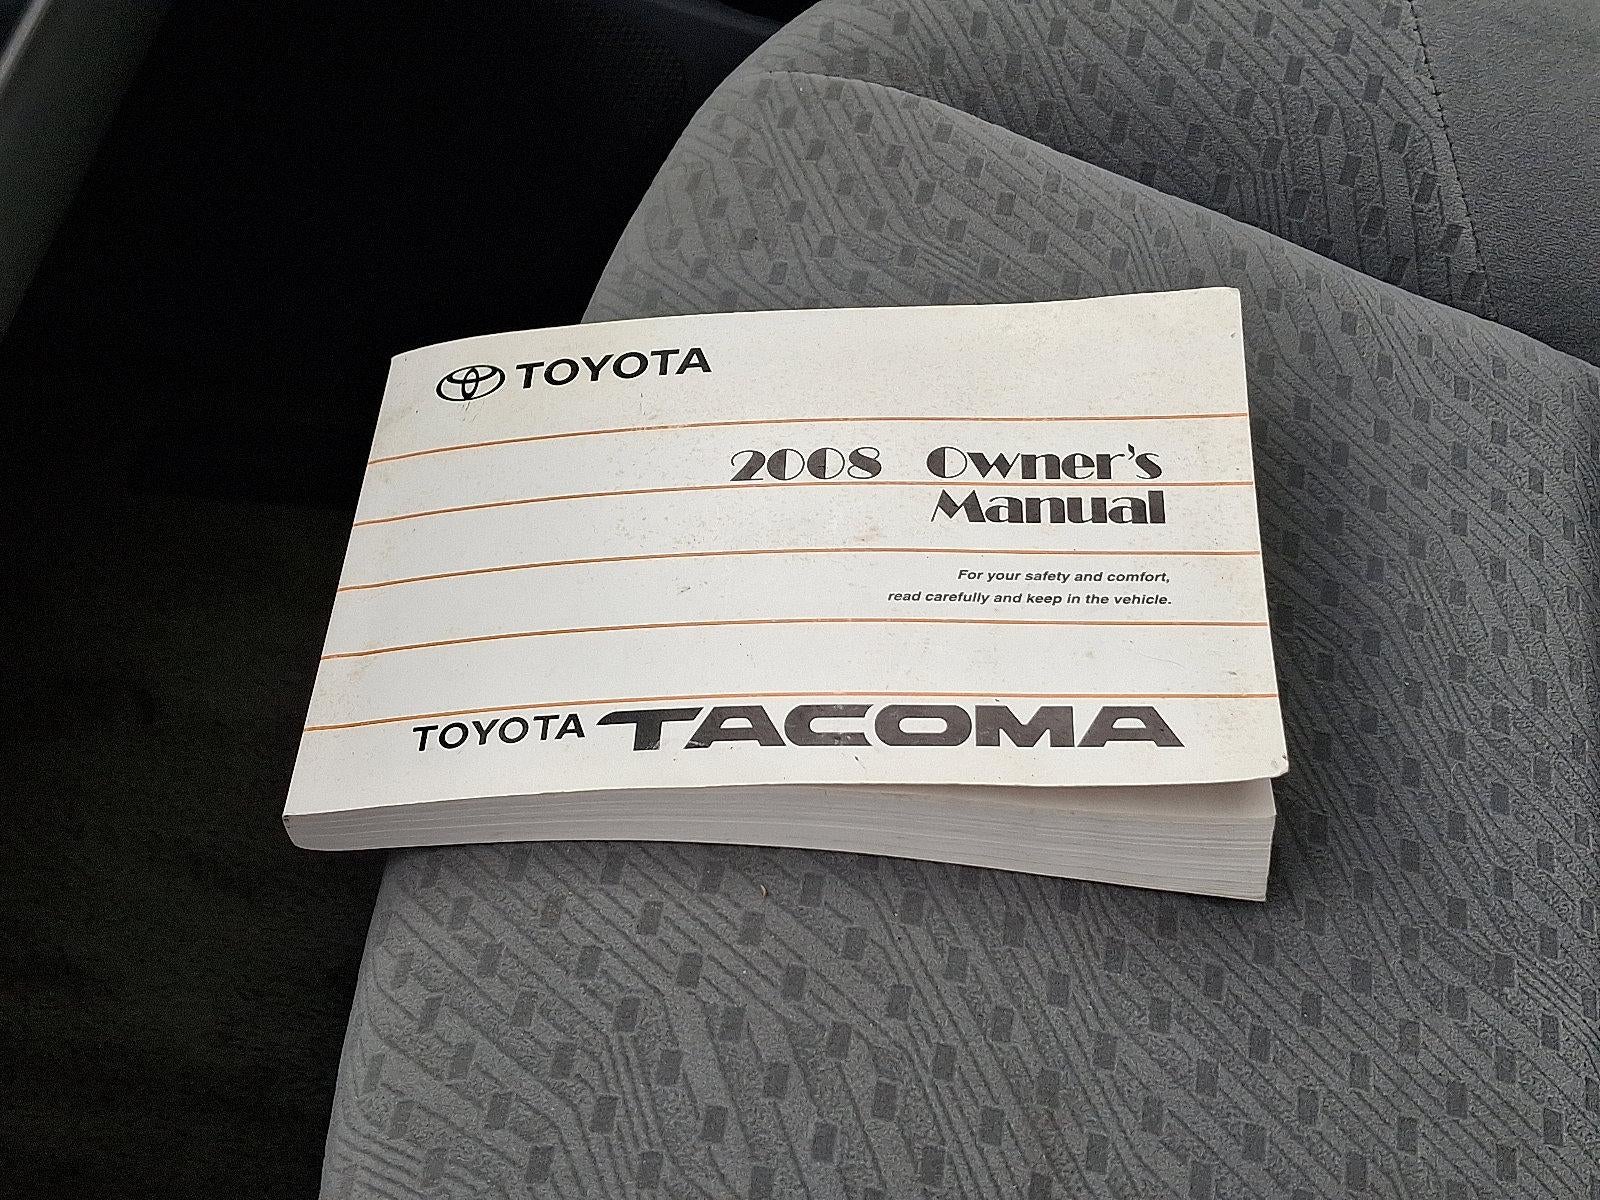 TOYOTA
2008 Owner's
Manual
For your safety and comfort,
read carefully and keep in the vehicle.
TOYOTA TACOMA